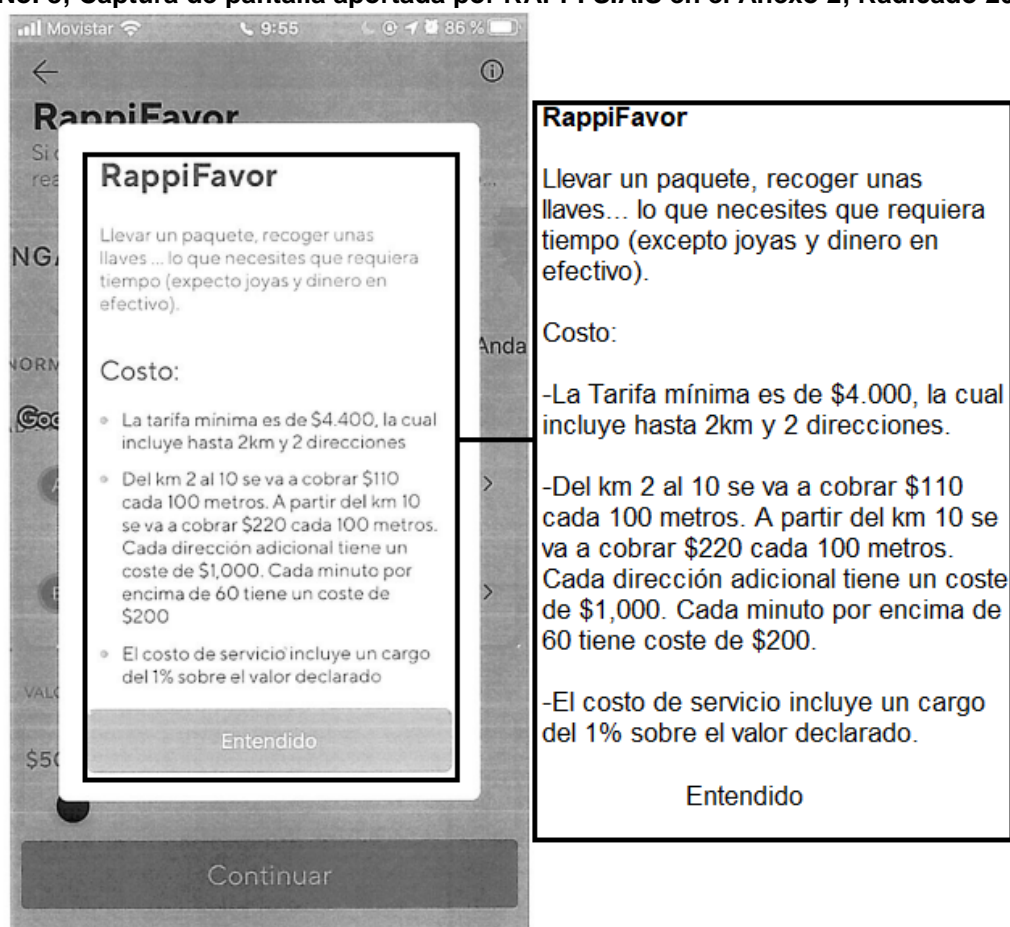 No. 3, Captura de pantalla aportada por RAPPI S.A.S en el Anexo 2, Radicado 20
Movistar 9:55 86 %
RappiFavor
Si
rea
...
NGA
NORM
Anda
Goo
VALO
$50
RappiFavor
Llevar un paquete, recoger unas
llaves ... lo que necesites que requiera
tiempo (expecto joyas y dinero en
efectivo).
Costo:
La tarifa mínima es de $4.400, la cual
incluye hasta 2km y 2 direcciones
Del km 2 al 10 se va a cobrar $110
cada 100 metros. A partir del km 10
se va a cobrar $220 cada 100 metros.
Cada dirección adicional tiene un
coste de $1,000. Cada minuto por
encima de 60 tiene un coste de
$200
El costo de servicio incluye un cargo
del 1% sobre el valor declarado
Entendido
Continuar
RappiFavor
Llevar un paquete, recoger unas
llaves... lo que necesites que requiera
tiempo (excepto joyas y dinero en
efectivo).
Costo:
-La Tarifa mínima es de $4.000, la cual
incluye hasta 2km y 2 direcciones.
-Del km 2 al 10 se va a cobrar $110
cada 100 metros. A partir del km 10 se
va a cobrar $220 cada 100 metros.
Cada dirección adicional tiene un coste
de $1,000. Cada minuto por encima de
60 tiene coste de $200.
-El costo de servicio incluye un cargo
del 1% sobre el valor declarado.
Entendido